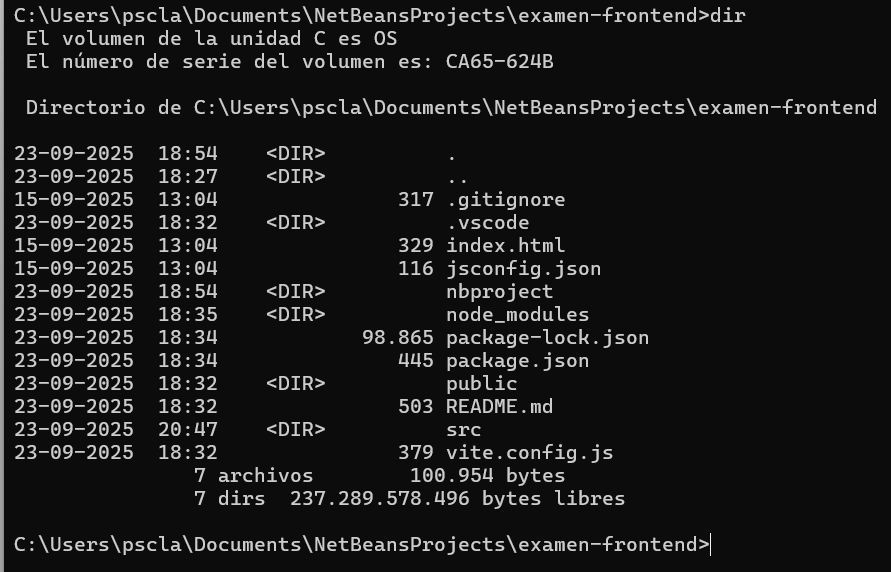 C:\Users\pscla\Documents\NetBeansProjects\examen-frontend>dir
 El volumen de la unidad C es OS
 El número de serie del volumen es: CA65-624B

 Directorio de C:\Users\pscla\Documents\NetBeansProjects\examen-frontend

23-09-2025  18:54    <DIR>          .
23-09-2025  18:27    <DIR>          ..
15-09-2025  13:04               317 .gitignore
23-09-2025  18:32    <DIR>          .vscode
15-09-2025  13:04               329 index.html
15-09-2025  13:04               116 jsconfig.json
23-09-2025  18:54    <DIR>          nbproject
23-09-2025  18:35    <DIR>          node_modules
23-09-2025  18:34            98.865 package-lock.json
23-09-2025  18:34               445 package.json
23-09-2025  18:32    <DIR>          public
23-09-2025  18:32               503 README.md
23-09-2025  20:47    <DIR>          src
23-09-2025  18:32               379 vite.config.js
               7 archivos        100.954 bytes
               7 dirs  237.289.578.496 bytes libres

C:\Users\pscla\Documents\NetBeansProjects\examen-frontend>